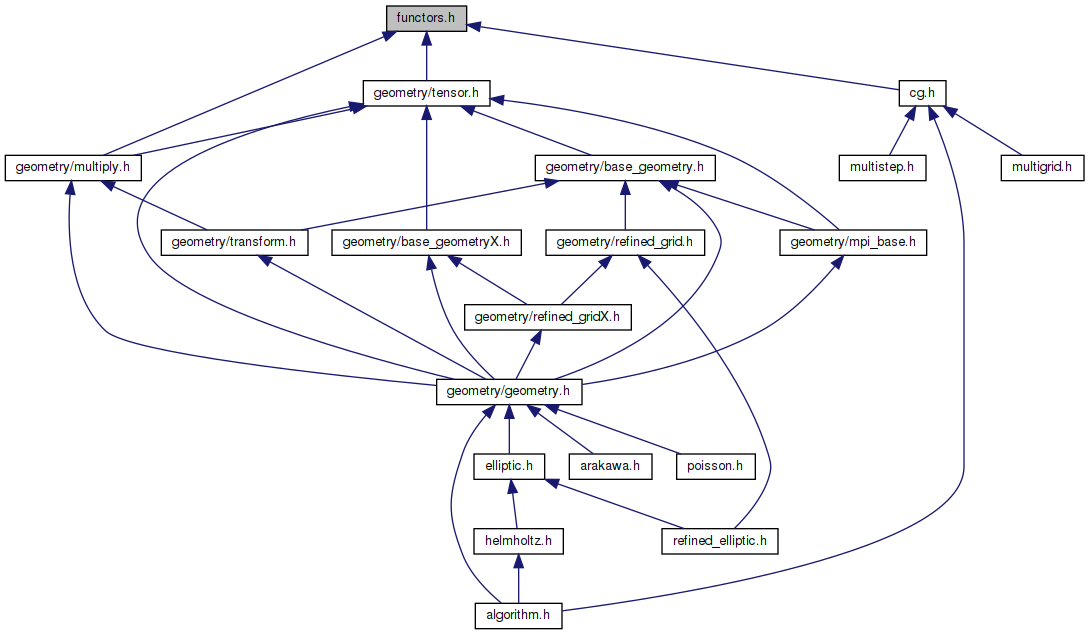 functors.h
geometry/tensor.h
cg.h
geometry/multiply.h
geometry/base_geometry.h
multistep.h
multigrid.h
geometry/transform.h
geometry/base_geometryX.h
geometry/refined_grid.h
geometry/mpi_base.h
geometry/refined_gridX.h
geometry/geometry.h
elliptic.h
arakawa.h
poisson.h
helmholtz.h
refined_elliptic.h
algorithm.h